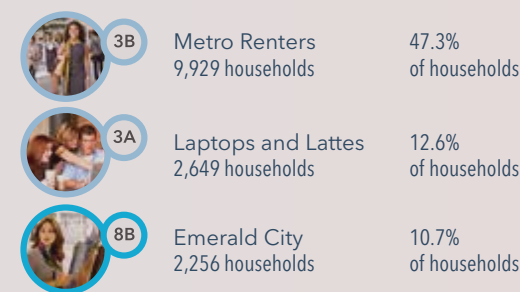 3B
Metro Renters 47.3%
9,929 households of households
3A
Laptops and Lattes 12.6%
2,649 households of households
8B
Emerald City 10.7%
2,256 households of households